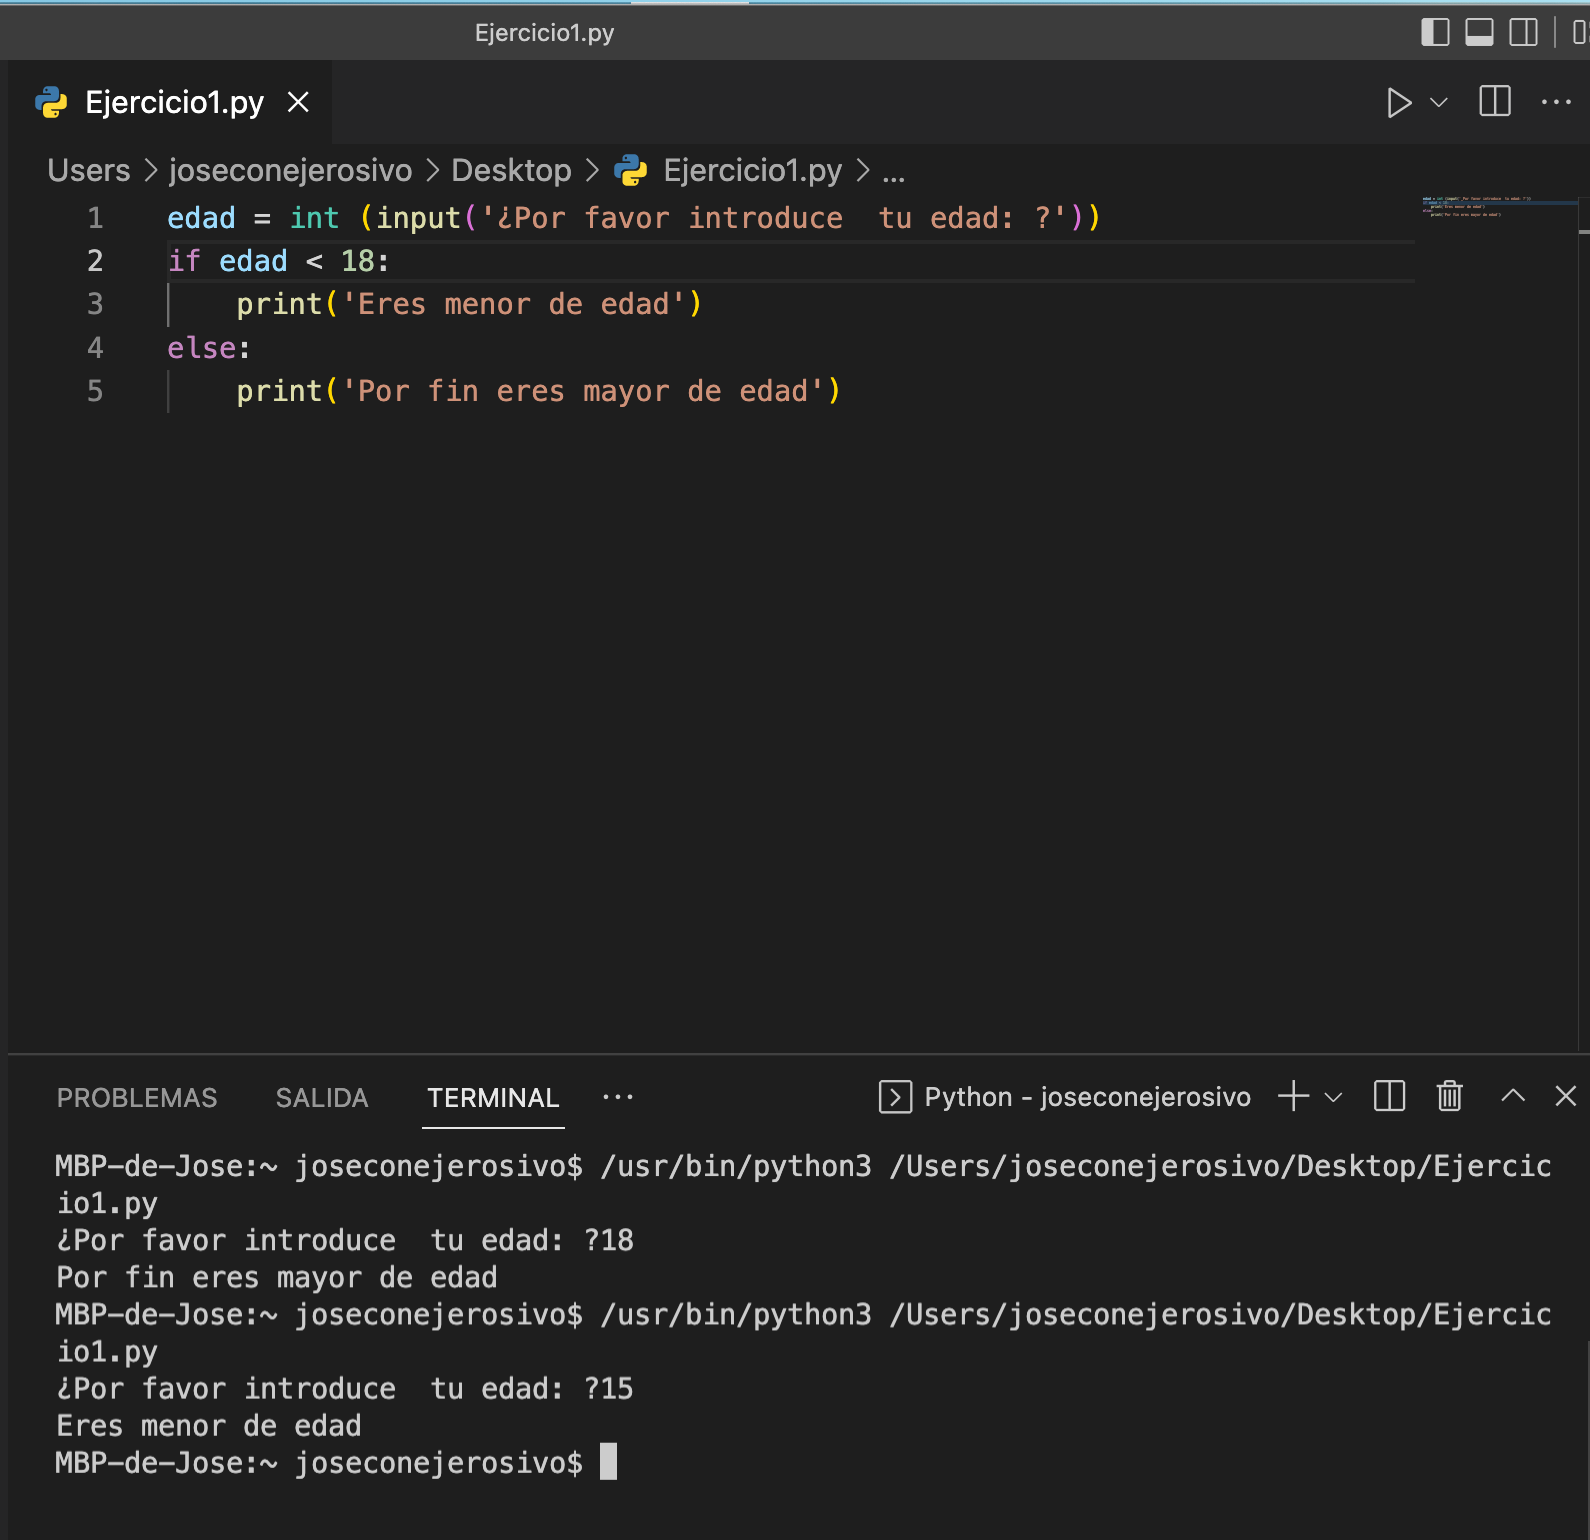 Ejercicio1.py
Ejercicio1.py
Users > joseconejerosivo > Desktop > Ejercicio1.py > ...
1 edad = int (input('¿Por favor introduce  tu edad: ?'))
2 if edad < 18:
3     print('Eres menor de edad')
4 else:
5     print('Por fin eres mayor de edad')
PROBLEMAS SALIDA TERMINAL ... Python - joseconejerosivo
MBP-de-Jose:~ joseconejerosivo$ /usr/bin/python3 /Users/joseconejerosivo/Desktop/Ejercic
io1.py
¿Por favor introduce  tu edad: ?18
Por fin eres mayor de edad
MBP-de-Jose:~ joseconejerosivo$ /usr/bin/python3 /Users/joseconejerosivo/Desktop/Ejercic
io1.py
¿Por favor introduce  tu edad: ?15
Eres menor de edad
MBP-de-Jose:~ joseconejerosivo$